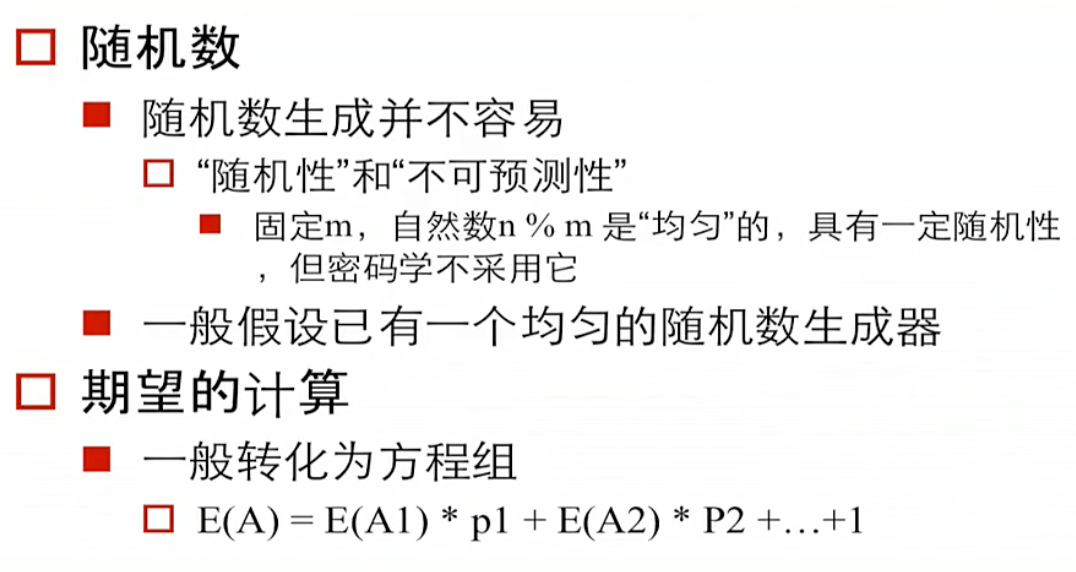 随机数
随机数生成并不容易
“随机性”和“不可预测性”
固定m，自然数n % m 是“均匀”的，具有一定随机性
，但密码学不采用它
一般假设已有一个均匀的随机数生成器
期望的计算
一般转化为方程组
E(A) = E(A1) * p1 + E(A2) * P2 +…+1